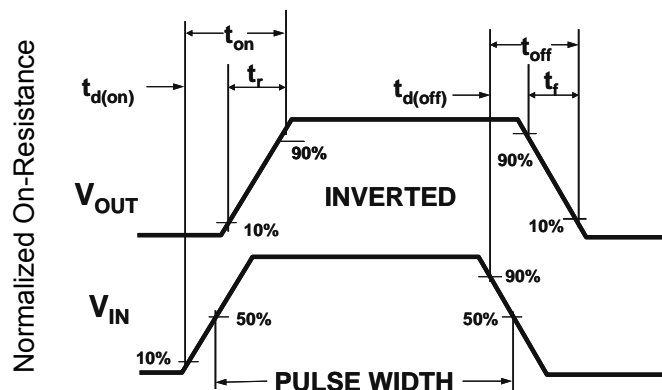 Normalized On-Resistance
t_on
t_off
t_d(on)
t_r
t_d(off)
t_f
90%
90%
V_OUT
INVERTED
10%
10%
90%
V_IN
50%
50%
10%
PULSE WIDTH